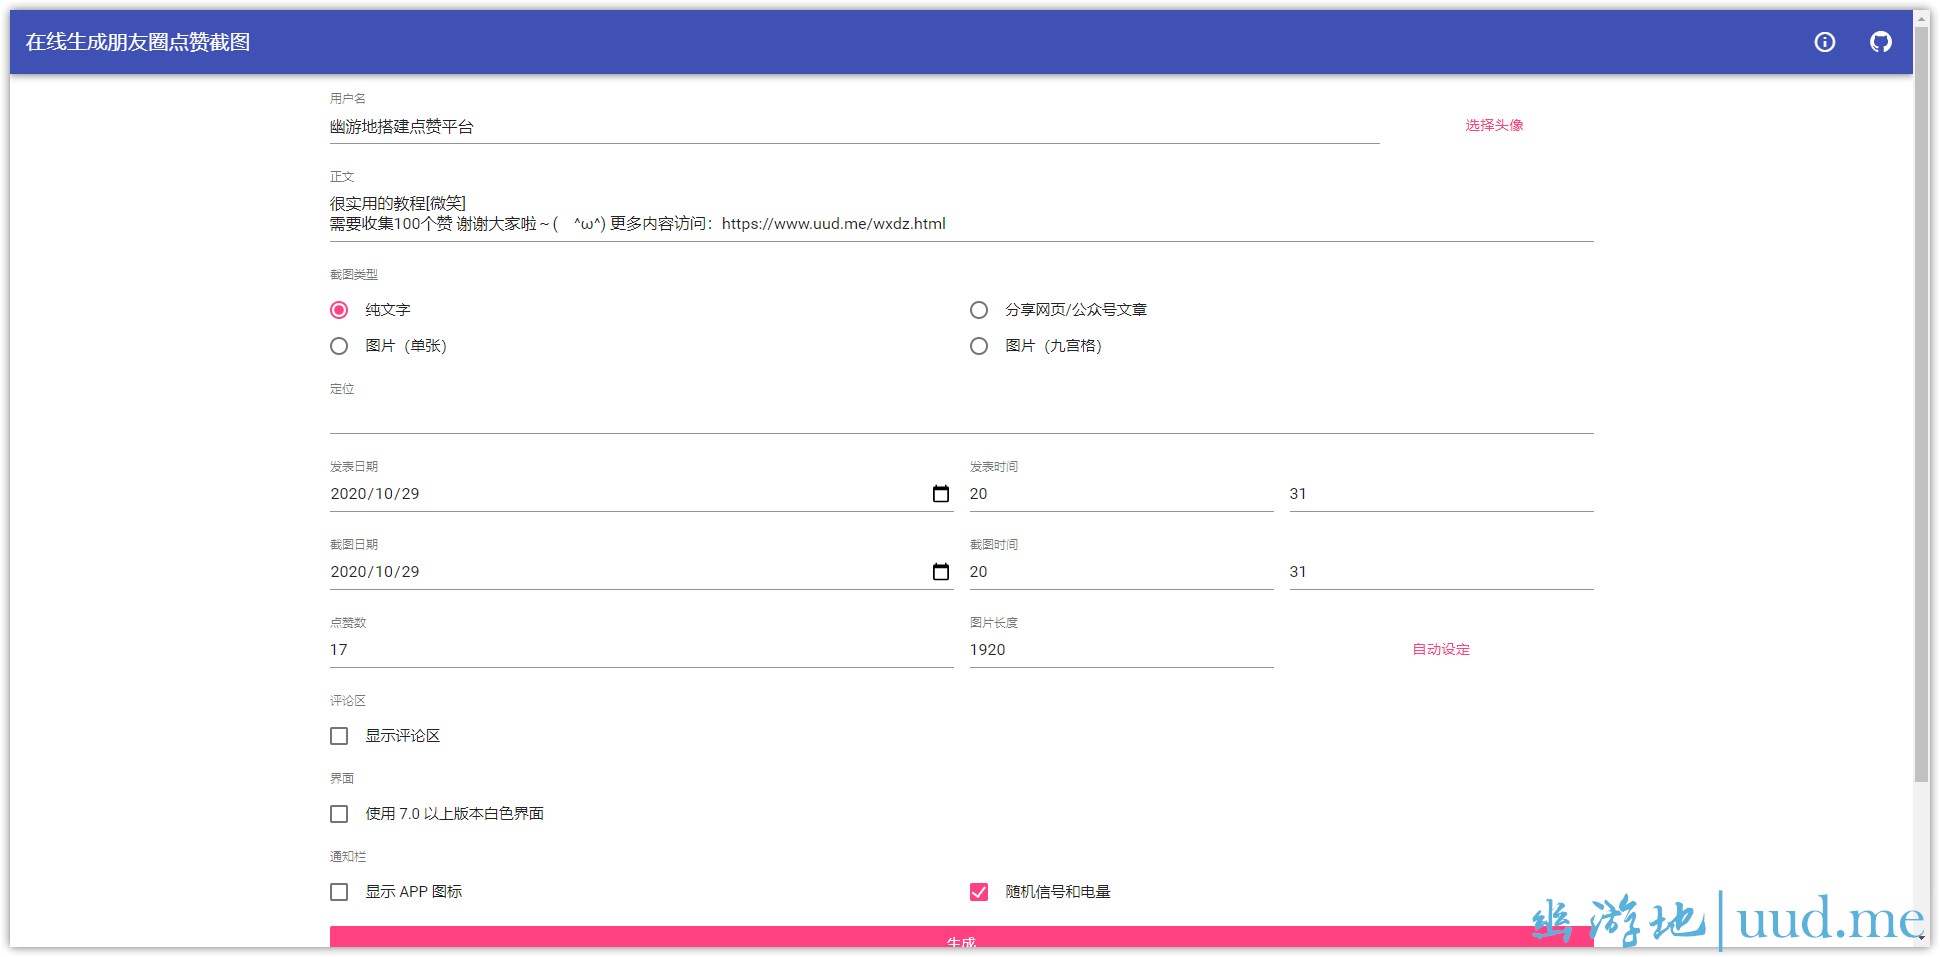 在线生成朋友圈点赞截图
用户名
幽游地搭建点赞平台
选择头像
正文
很实用的教程[微笑]
需要收集100个赞 谢谢大家啦～(　^ω^) 更多内容访问：https://www.uud.me/wxdz.html
截图类型
纯文字
分享网页/公众号文章
图片（单张）
图片（九宫格）
定位
发表日期
发表时间
2020/10/29
20
31
截图日期
截图时间
2020/10/29
20
31
点赞数
图片长度
17
1920
自动设定
评论区
显示评论区
界面
使用 7.0 以上版本白色界面
通知栏
显示 APP 图标
随机信号和电量
生成
幽游地|uud.me